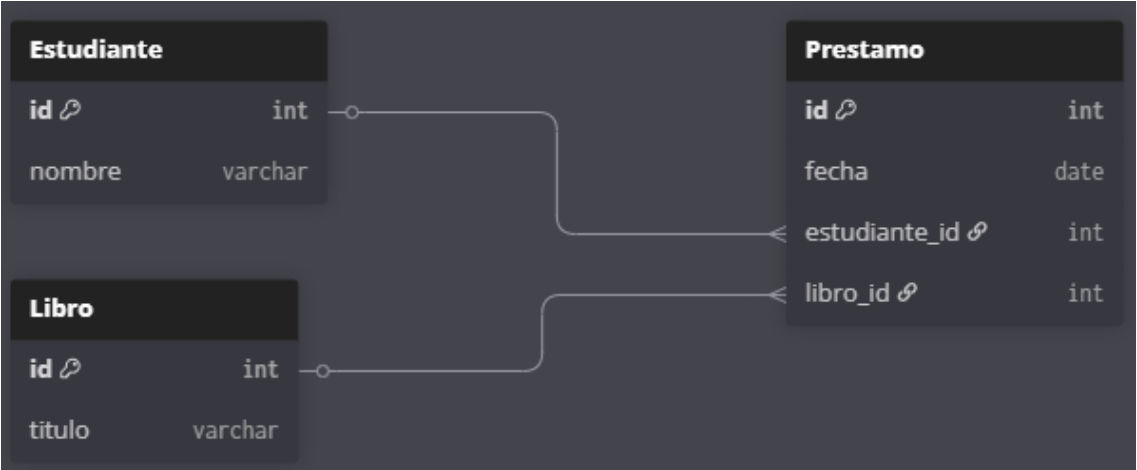 Estudiante
id int
nombre varchar
Libro
id int
titulo varchar
Prestamo
id int
fecha date
estudiante_id int
libro_id int